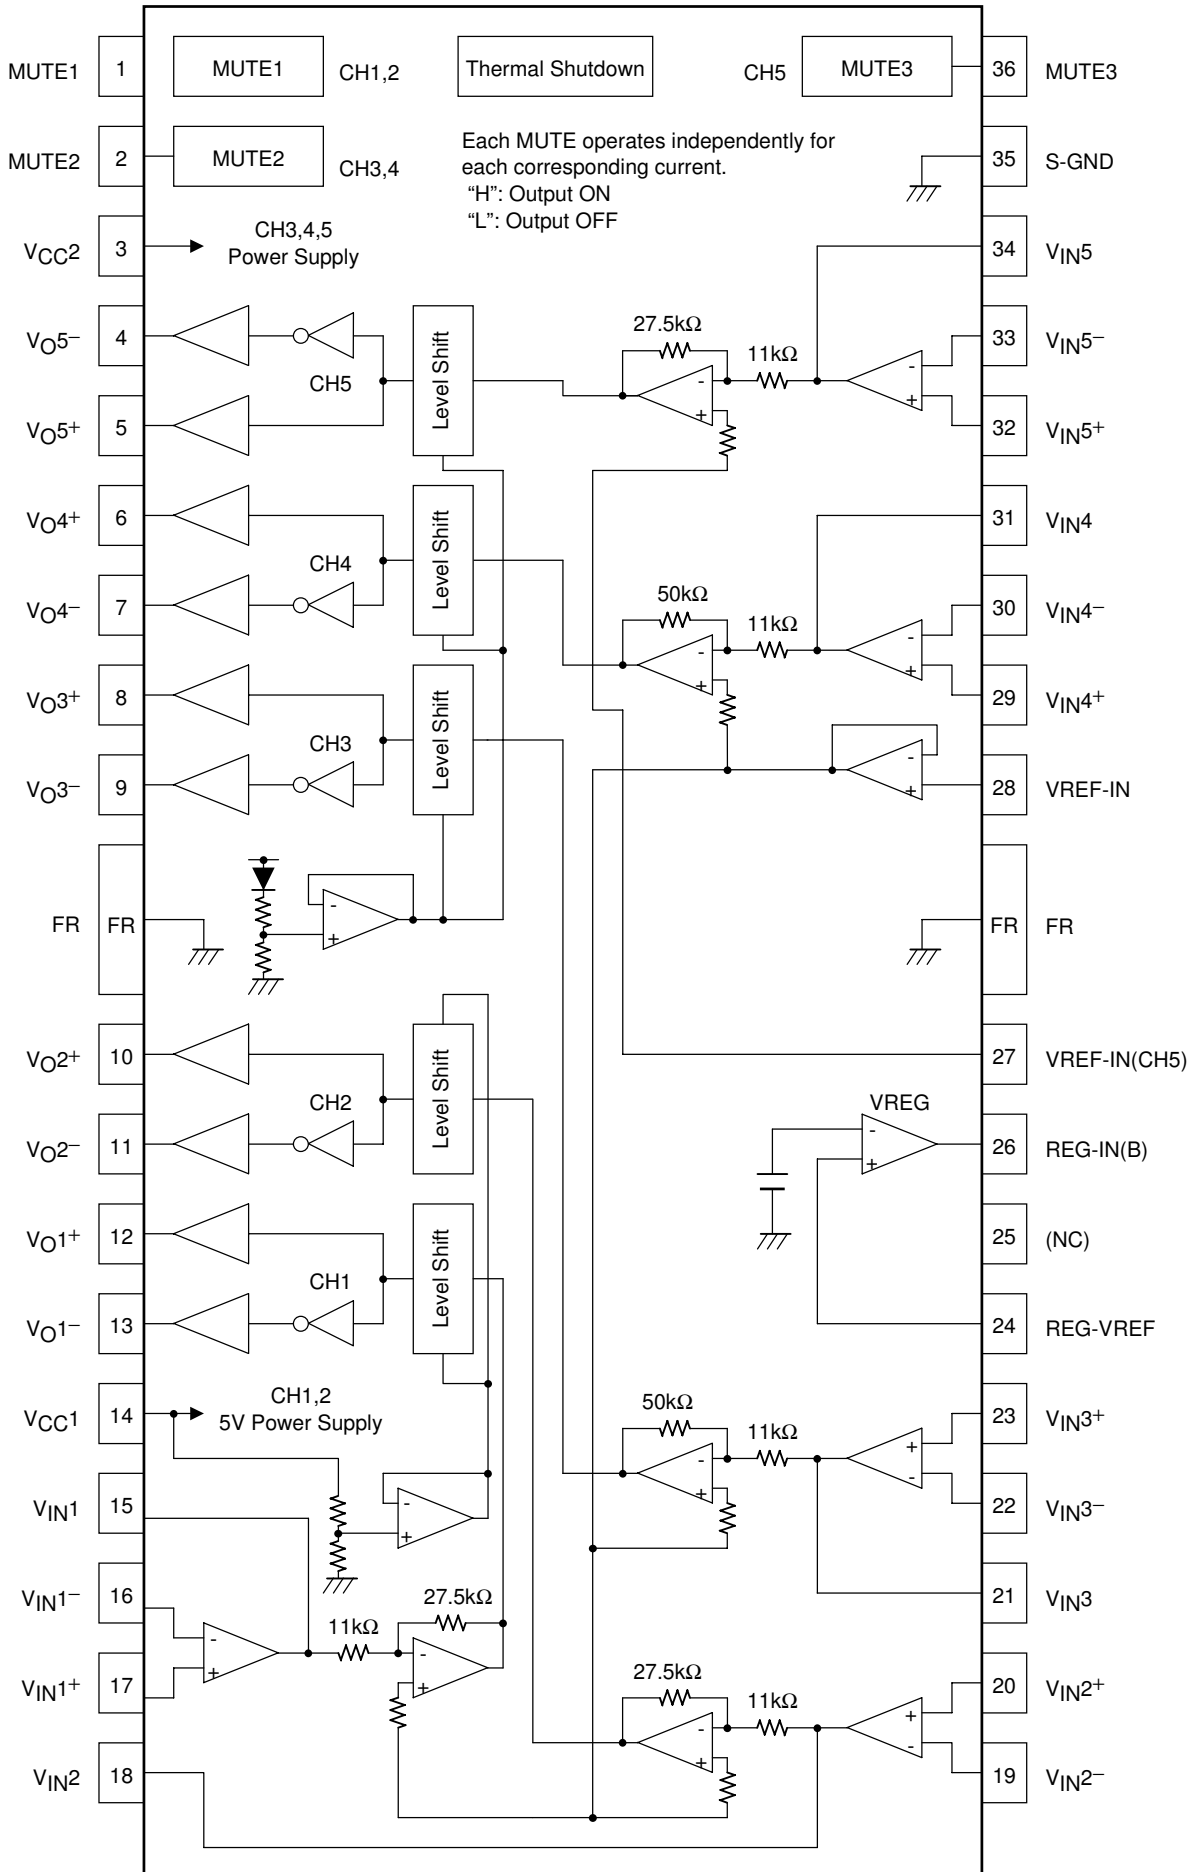 MUTE1 1 MUTE1 CH1,2 Thermal Shutdown CH5 MUTE3 36 MUTE3
MUTE2 2 MUTE2 CH3,4
Each MUTE operates independently for
each corresponding current.
“H”: Output ON
“L”: Output OFF
35 S-GND
VCC2 3 CH3,4,5
Power Supply
34 VIN5
VO5− 4
CH5
Level Shift
27.5kΩ
11kΩ
-
+
-
+
33 VIN5−
VO5+ 5
32 VIN5+
VO4+ 6
CH4
Level Shift
31 VIN4
VO4− 7
50kΩ
11kΩ
-
+
-
+
30 VIN4−
VO3+ 8
CH3
Level Shift
29 VIN4+
VO3− 9
-
+
28 VREF-IN
FR FR
-
+
FR FR
VO2+ 10
CH2
Level Shift
27 VREF-IN(CH5)
VO2− 11
VREG
-
+
26 REG-IN(B)
VO1+ 12
CH1
Level Shift
25 (NC)
VO1− 13
24 REG-VREF
VCC1 14 CH1,2
5V Power Supply
50kΩ
11kΩ
-
+
+
-
23 VIN3+
VIN1 15
-
+
22 VIN3−
VIN1− 16
11kΩ
27.5kΩ
-
+
-
+
21 VIN3
VIN1+ 17
27.5kΩ
11kΩ
-
+
+
-
20 VIN2+
VIN2 18
19 VIN2−